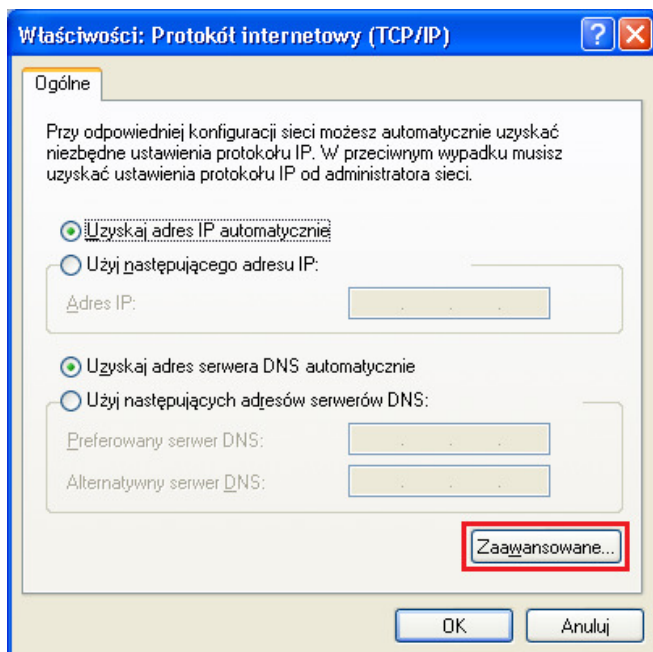 Właściwości: Protokół internetowy (TCP/IP)
Ogólne
Przy odpowiedniej konfiguracji sieci możesz automatycznie uzyskać
niezbędne ustawienia protokołu IP. W przeciwnym wypadku musisz
uzyskać ustawienia protokołu IP od administratora sieci.
Uzyskaj adres IP automatycznie
Użyj następującego adresu IP:
Adres IP:
Uzyskaj adres serwera DNS automatycznie
Użyj następujących adresów serwerów DNS:
Preferowany serwer DNS:
Alternatywny serwer DNS:
Zaawansowane...
OK Anuluj